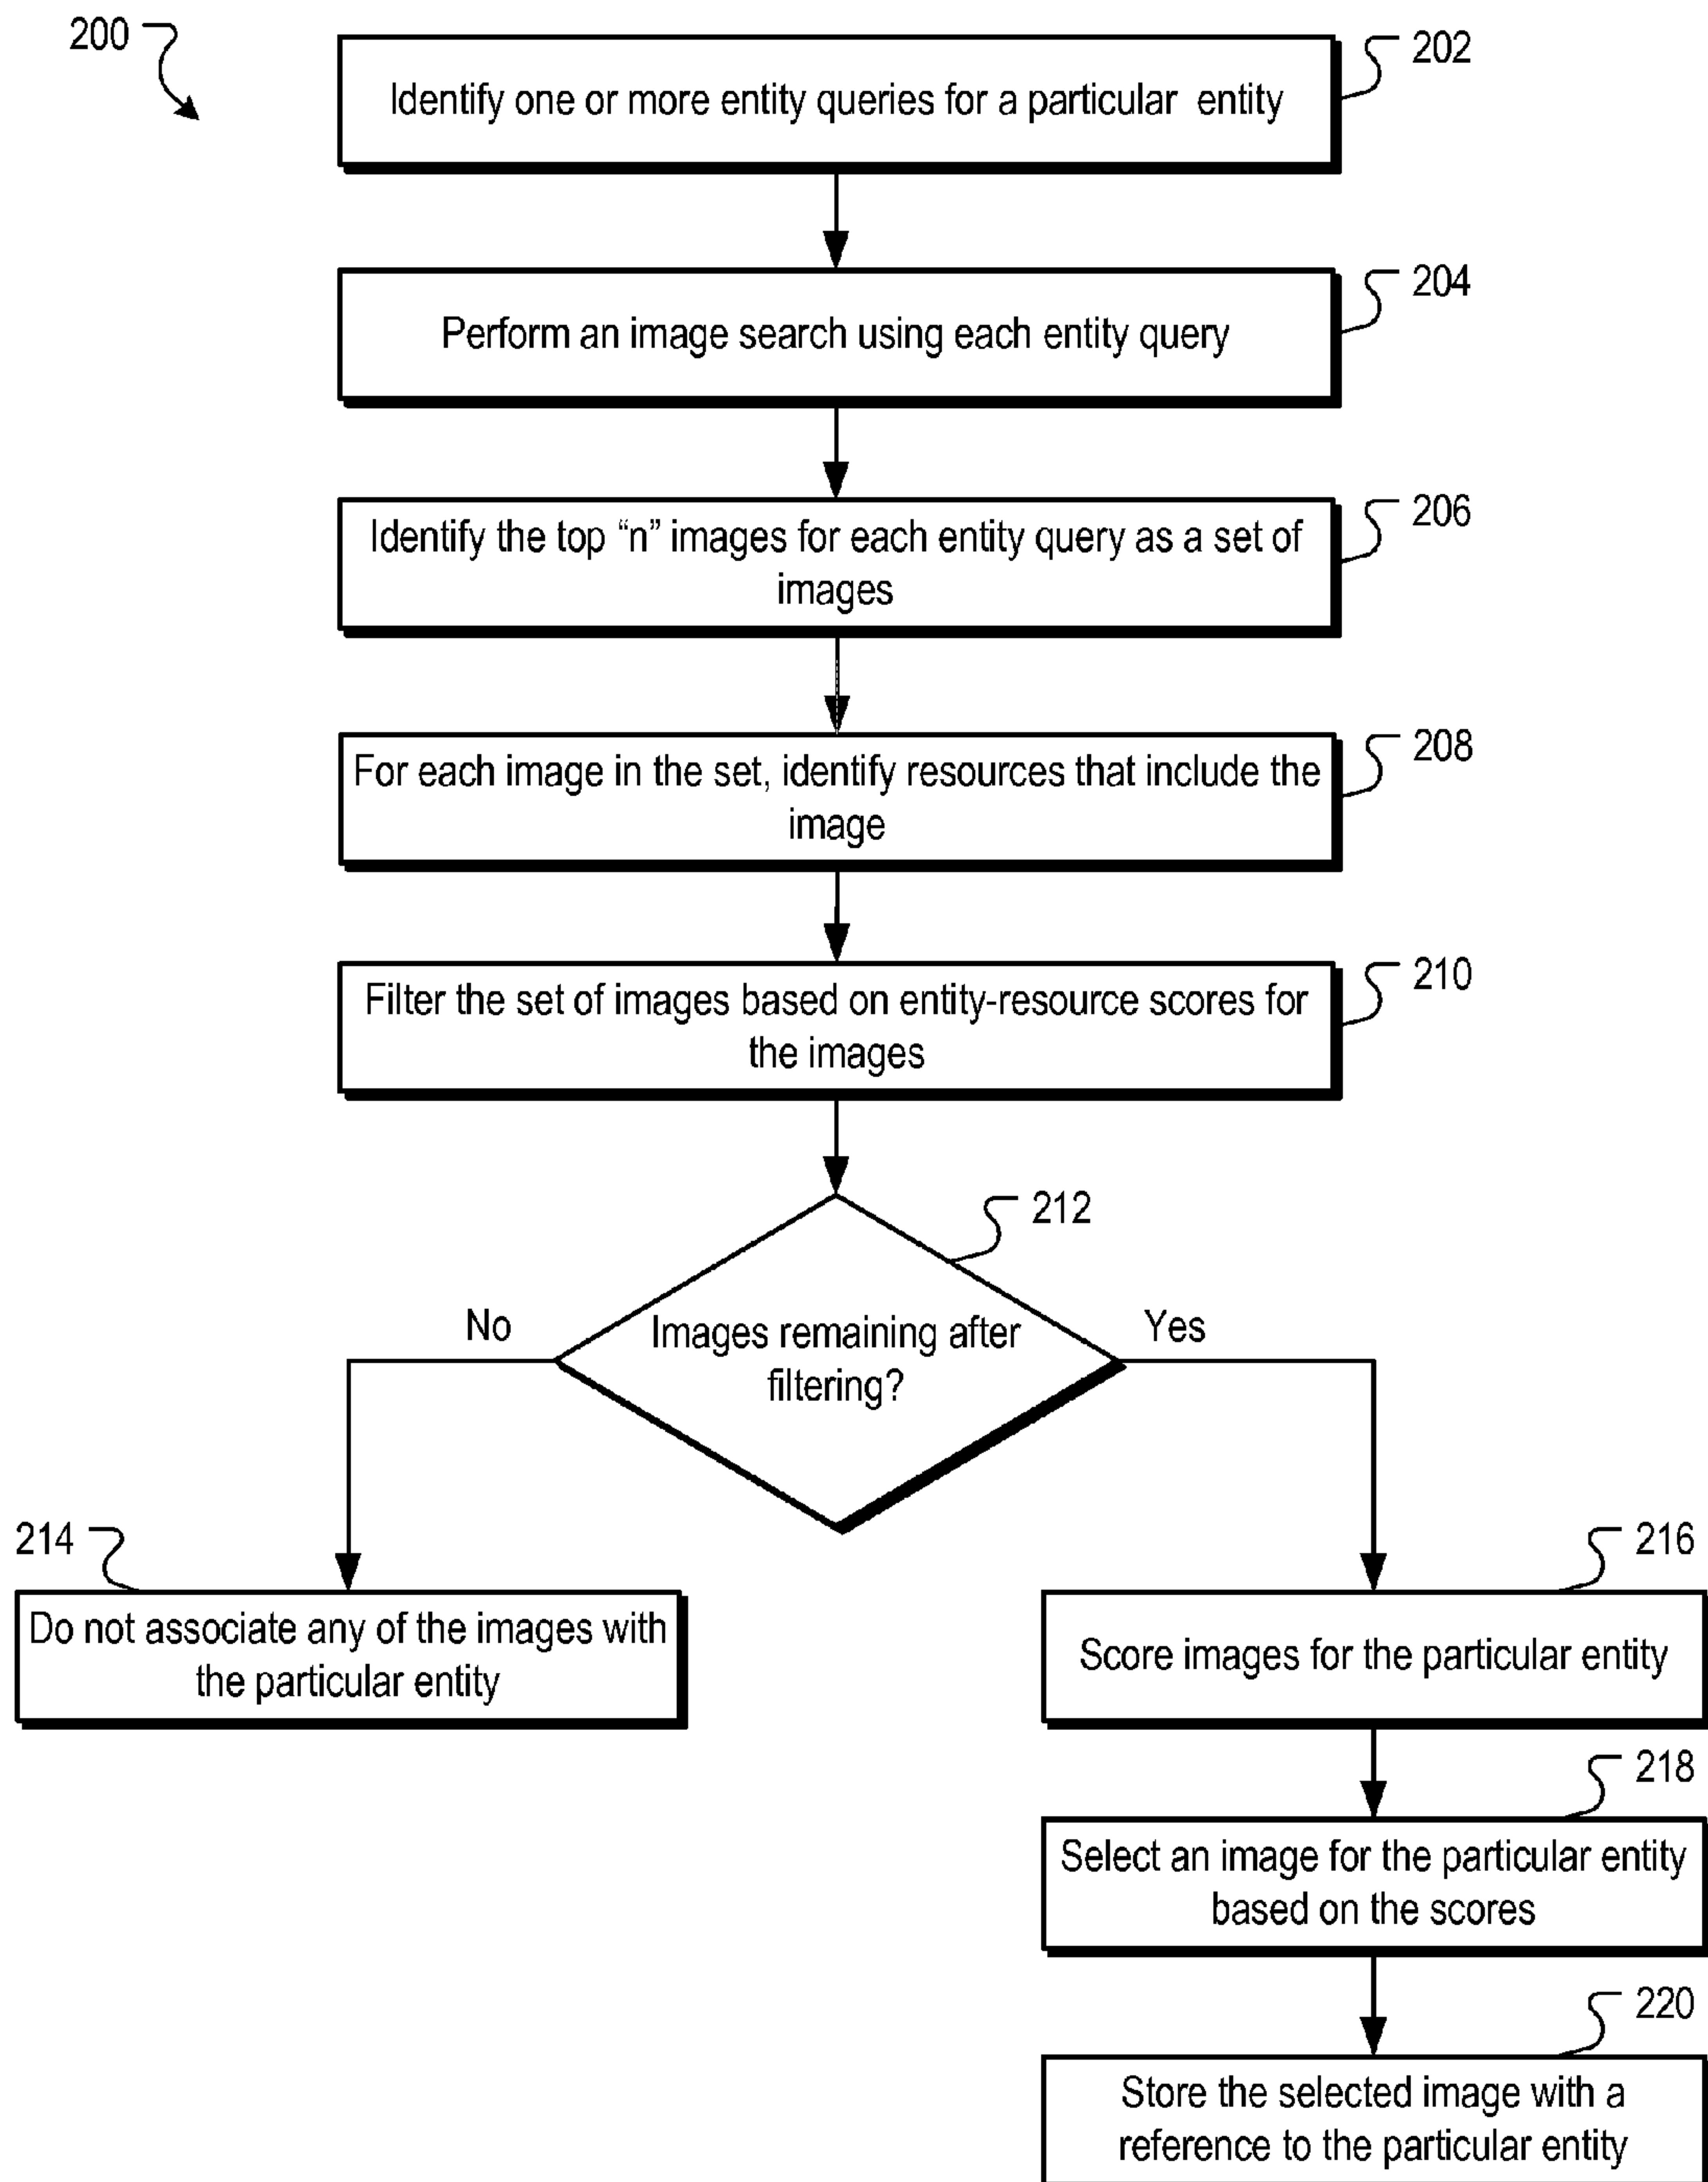 200
202
Identify one or more entity queries for a particular entity
204
Perform an image search using each entity query
206
Identify the top “n” images for each entity query as a set of
images
208
For each image in the set, identify resources that include the
image
210
Filter the set of images based on entity-resource scores for
the images
212
Images remaining after
filtering?
No
Yes
214
Do not associate any of the images with
the particular entity
216
Score images for the particular entity
218
Select an image for the particular entity
based on the scores
220
Store the selected image with a
reference to the particular entity